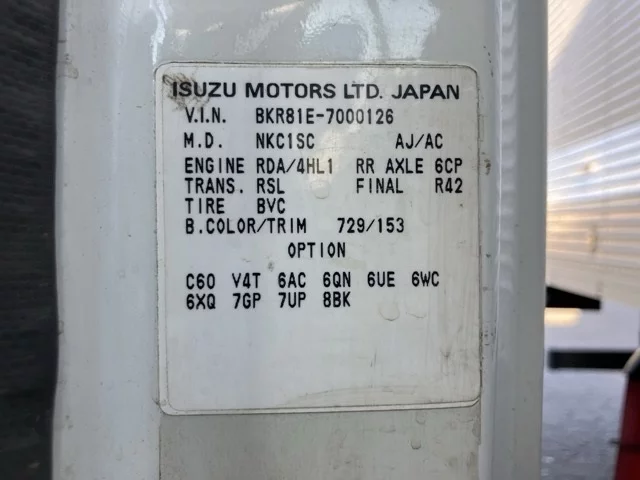 ISUZU MOTORS LTD. JAPAN
V.I.N. BKR81E-7000126
M.D. NKC1SC AJ/AC
ENGINE RDA/4HL1 RR AXLE 6CP
TRANS. RSL FINAL R42
TIRE BVC
B.COLOR/TRIM 729/153
OPTION
C60 V4T 6AC 6QN 6UE 6WC
6XQ 7GP 7UP 8BK